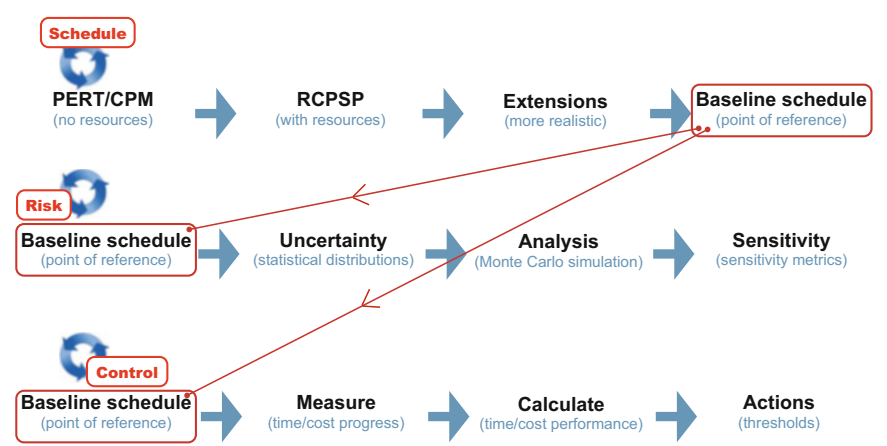 Schedule
PERT/CPM
(no resources)
RCPSP
(with resources)
Extensions
(more realistic)
Baseline schedule
(point of reference)
Risk
Baseline schedule
(point of reference)
Uncertainty
(statistical distributions)
Analysis
(Monte Carlo simulation)
Sensitivity
(sensitivity metrics)
Control
Baseline schedule
(point of reference)
Measure
(time/cost progress)
Calculate
(time/cost performance)
Actions
(thresholds)